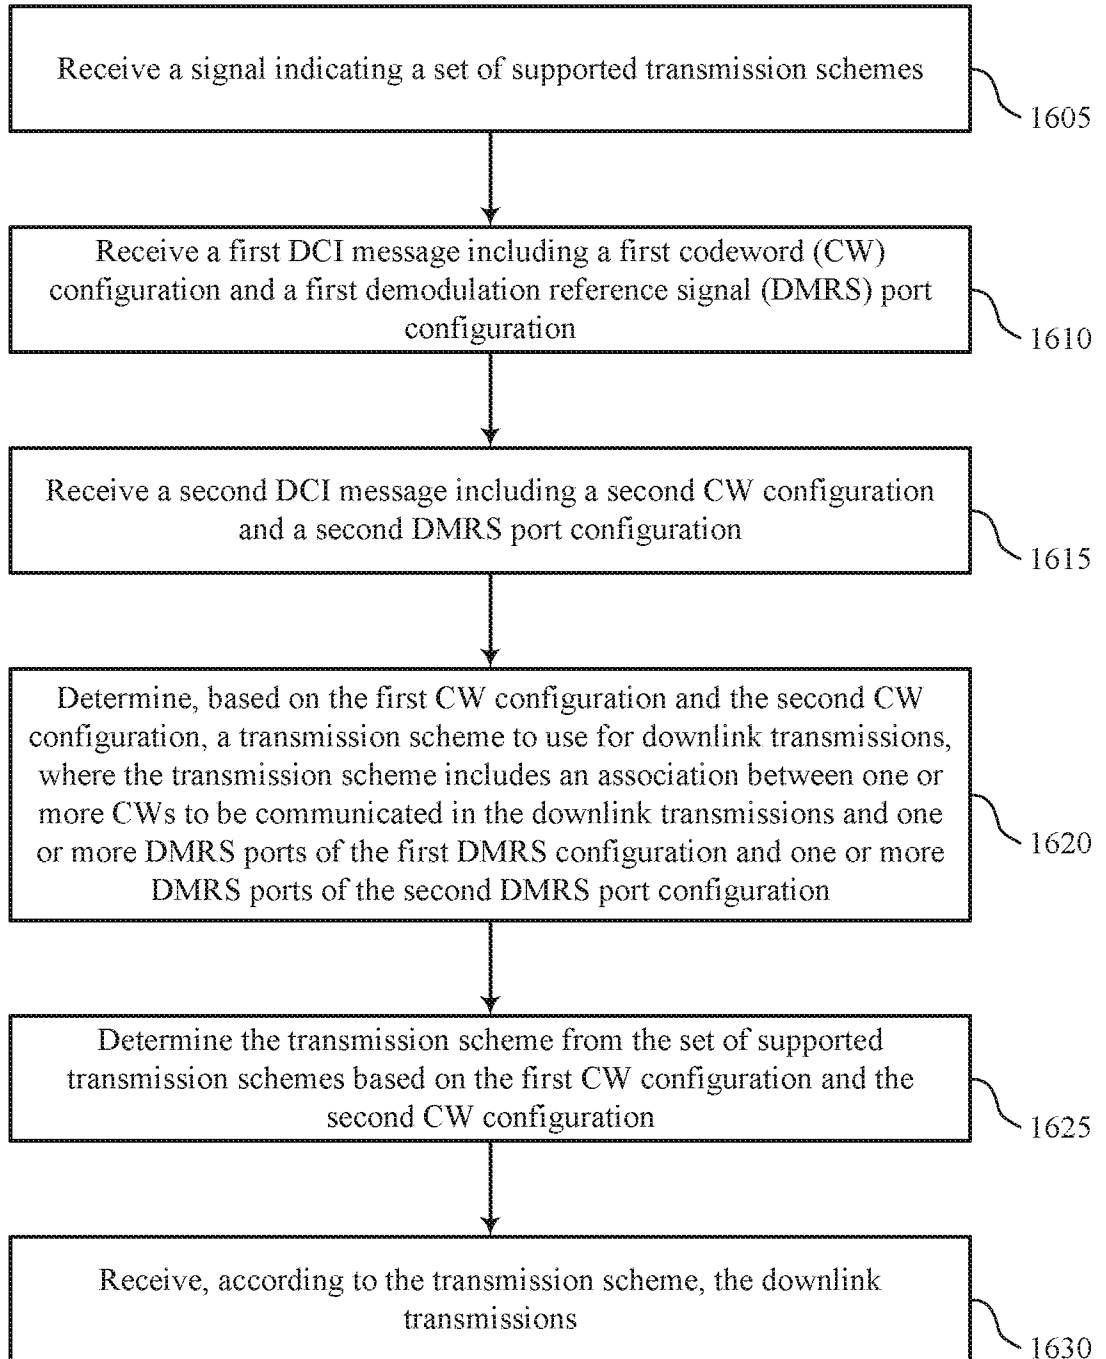 Receive a signal indicating a set of supported transmission schemes
1605
Receive a first DCI message including a first codeword (CW)
configuration and a first demodulation reference signal (DMRS) port
configuration
1610
Receive a second DCI message including a second CW configuration
and a second DMRS port configuration
1615
Determine, based on the first CW configuration and the second CW
configuration, a transmission scheme to use for downlink transmissions,
where the transmission scheme includes an association between one or
more CWs to be communicated in the downlink transmissions and one
or more DMRS ports of the first DMRS configuration and one or more
DMRS ports of the second DMRS port configuration
1620
Determine the transmission scheme from the set of supported
transmission schemes based on the first CW configuration and the
second CW configuration
1625
Receive, according to the transmission scheme, the downlink
transmissions
1630